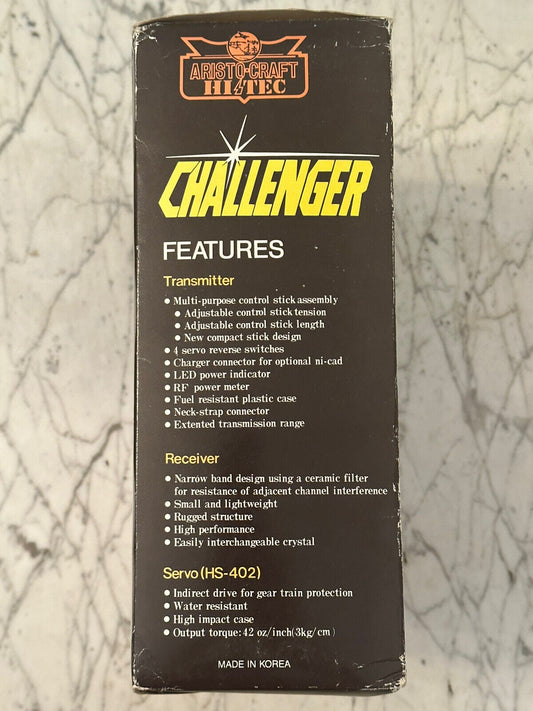 ARISTO-CRAFT
HI-TEC
CHALLENGER
FEATURES
Transmitter
• Multi-purpose control stick assembly
• Adjustable control stick tension
• Adjustable control stick length
• New compact stick design
• 4 servo reverse switches
• Charger connector for optional ni-cad
• LED power indicator
• RF power meter
• Fuel resistant plastic case
• Neck-strap connector
• Extented transmission range
Receiver
• Narrow band design using a ceramic filter
for resistance of adjacent channel interference
• Small and lightweight
• Rugged structure
• High performance
• Easily interchangeable crystal
Servo (HS-402)
• Indirect drive for gear train protection
• Water resistant
• High impact case
• Output torque: 42 oz/inch(3kg/cm)
MADE IN KOREA